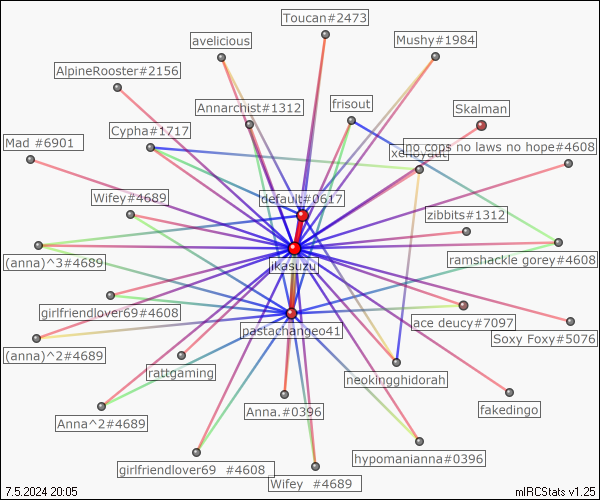 Toucan#2473
avelicious
Mushy#1984
AlpineRooster#2156
Annarchist#1312
frisout
Skalman
Cypha#1717
Mad #6901
no cops no laws no hope#4608
xenbyuat
Wifey#4689
default#0617
zibbits#1312
(anna)^3#4689
ikasuzu
ramshackle gorey#4608
girlfriendlover69#4608
pastachangeo41
ace deucy#7097
Soxy Foxy#5076
(anna)^2#4689
rattgaming
neokingghidorah
Anna^2#4689
Anna.#0396
fakedingo
girlfriendlover69 #4608
Wifey #4689
hypomanianna#0396
7.5.2024 20:05
mIRCStats v1.25